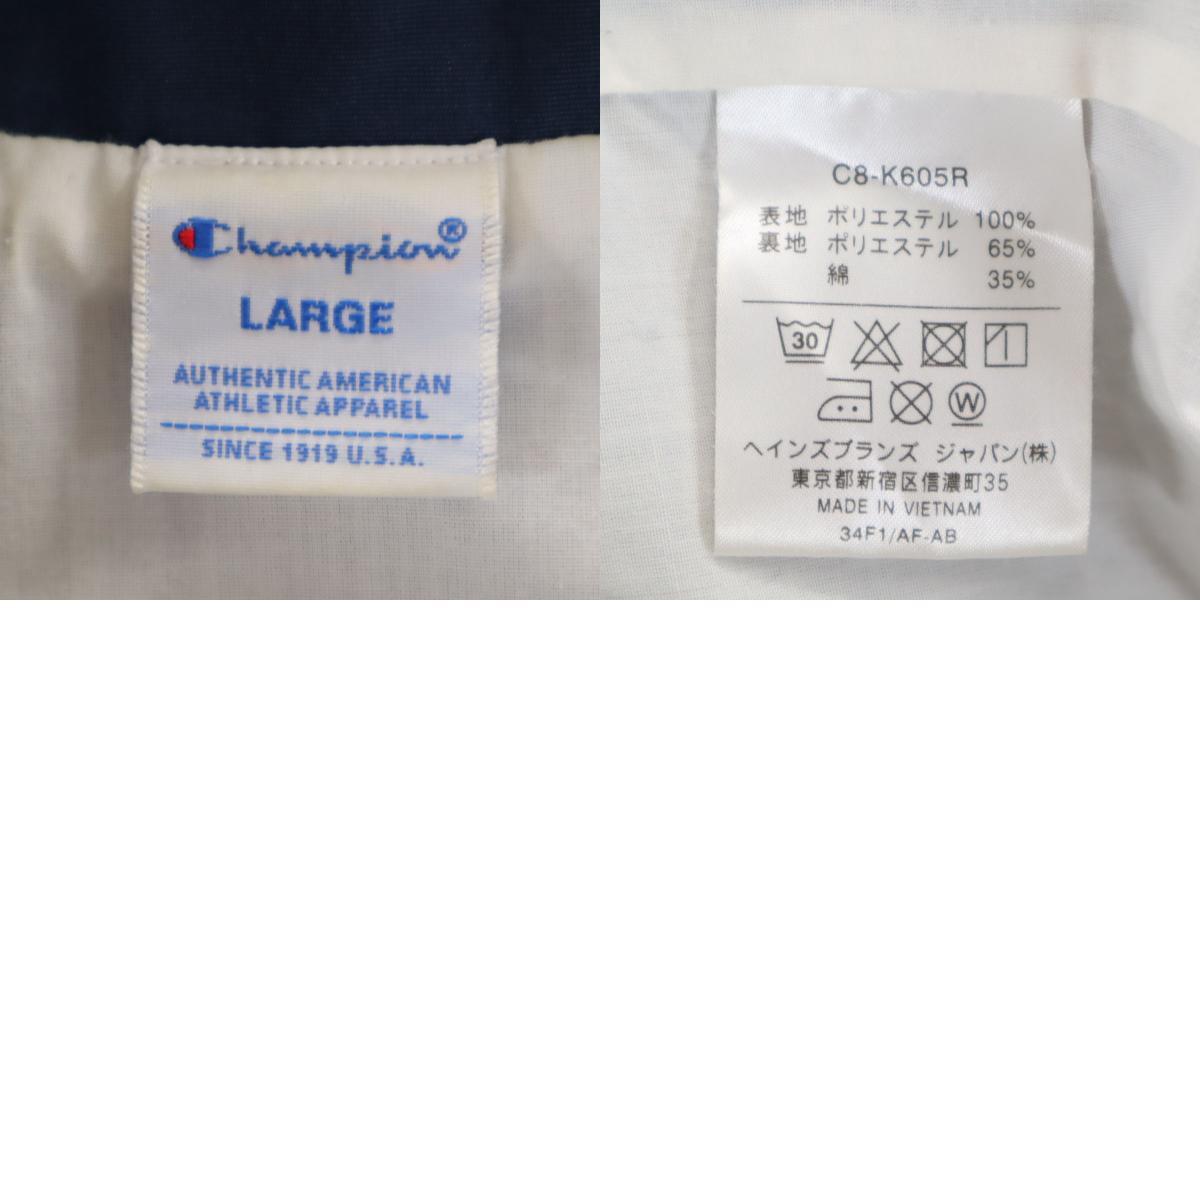 Champion®
LARGE
AUTHENTIC AMERICAN
ATHLETIC APPAREL
SINCE 1919 U.S.A.
C8-K605R
表地 ポリエステル 100%
裏地 ポリエステル 65%
綿 35%
30
W
ヘインズブランズ ジャパン(株)
東京都新宿区信濃町35
MADE IN VIETNAM
34F1/AF-AB